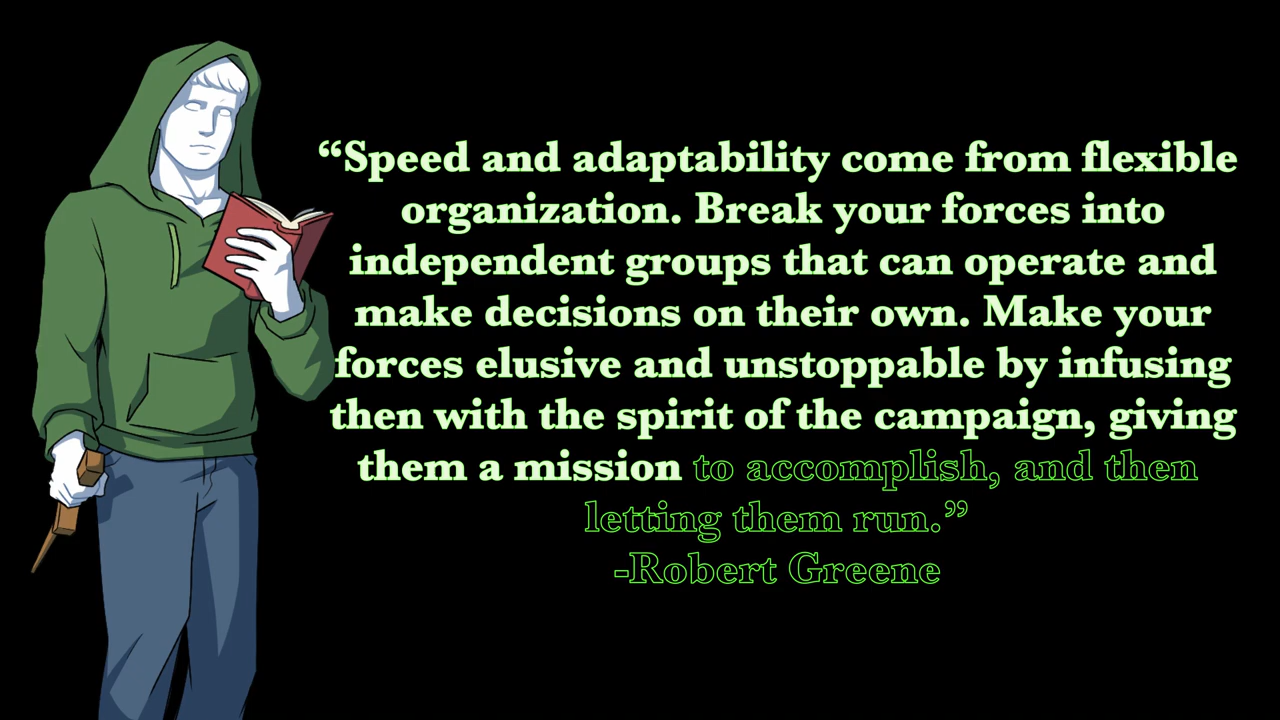 “Speed and adaptability come from flexible
organization. Break your forces into
independent groups that can operate and
make decisions on their own. Make your
forces elusive and unstoppable by infusing
then with the spirit of the campaign, giving
them a mission to accomplish, and then
letting them run.”
-Robert Greene